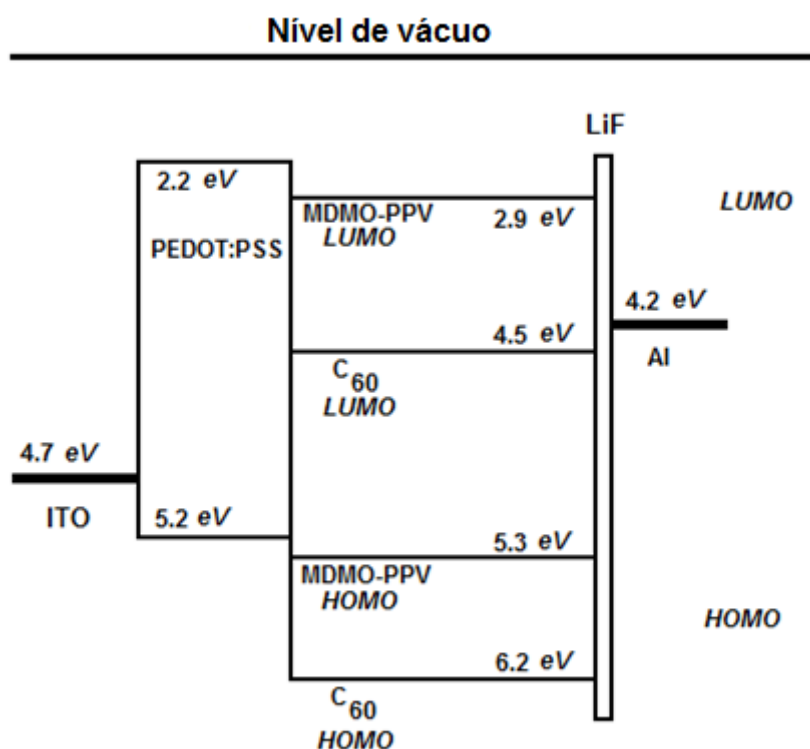 Nível de vácuo
LiF
2.2 eV
MDMO-PPV
LUMO
2.9 eV
LUMO
PEDOT:PSS
4.5 eV
4.2 eV
C60
LUMO
Al
4.7 eV
ITO
5.2 eV
5.3 eV
MDMO-PPV
HOMO
HOMO
6.2 eV
C60
HOMO